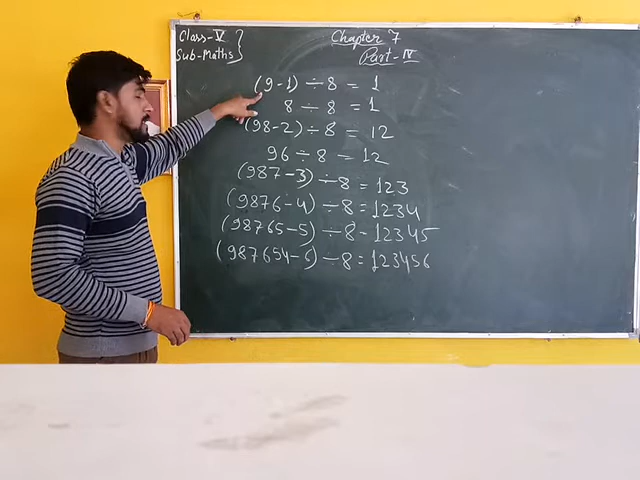 Class-V
Sub-Maths}
Chapter 7
Part-IV
(9-1) ÷ 8 = 1
8 ÷ 8 = 1
(98-2) ÷ 8 = 12
96 ÷ 8 = 12
(987-3) ÷ 8 = 123
(9876-4) ÷ 8 = 1234
(98765-5) ÷ 8 = 12345
(987654-6) ÷ 8 = 123456